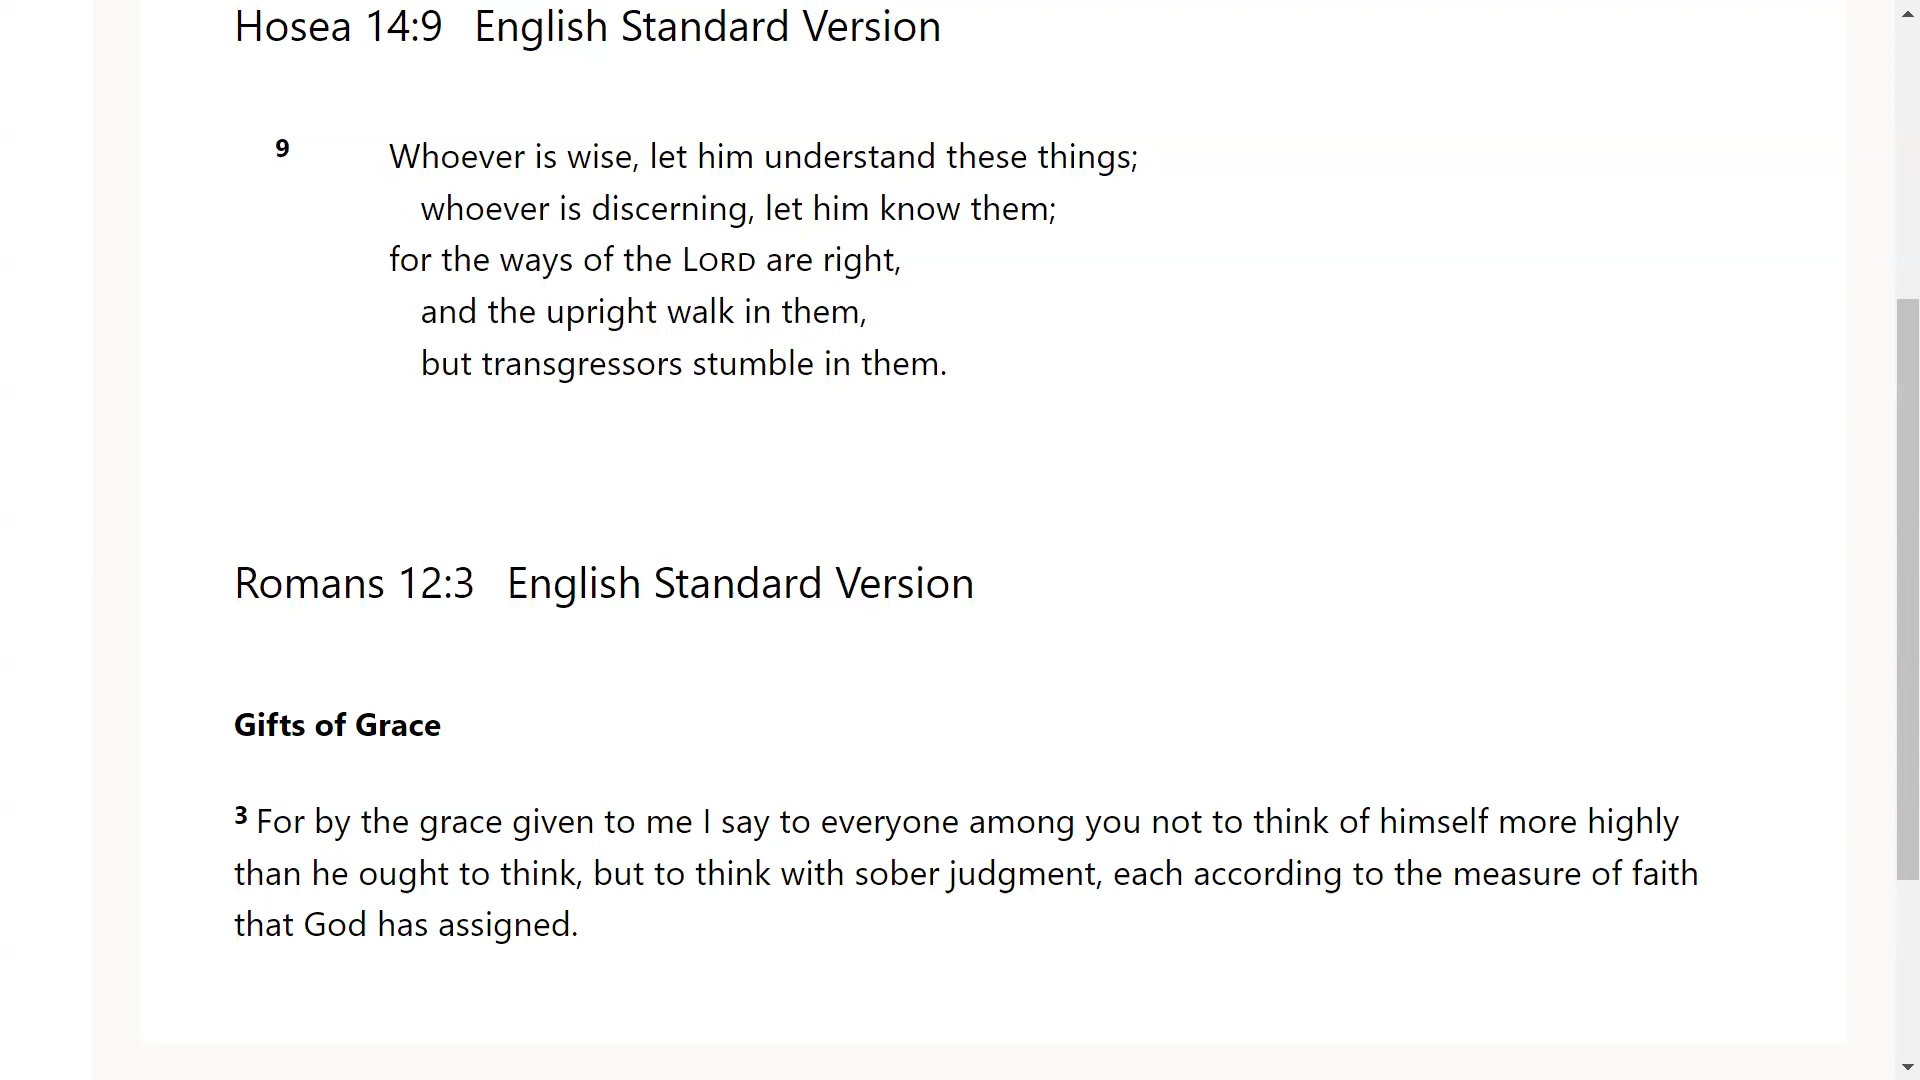 Hosea 14:9 English Standard Version
9 Whoever is wise, let him understand these things;
whoever is discerning, let him know them;
for the ways of the LORD are right,
and the upright walk in them,
but transgressors stumble in them.
Romans 12:3 English Standard Version
Gifts of Grace
3 For by the grace given to me I say to everyone among you not to think of himself more highly
than he ought to think, but to think with sober judgment, each according to the measure of faith
that God has assigned.